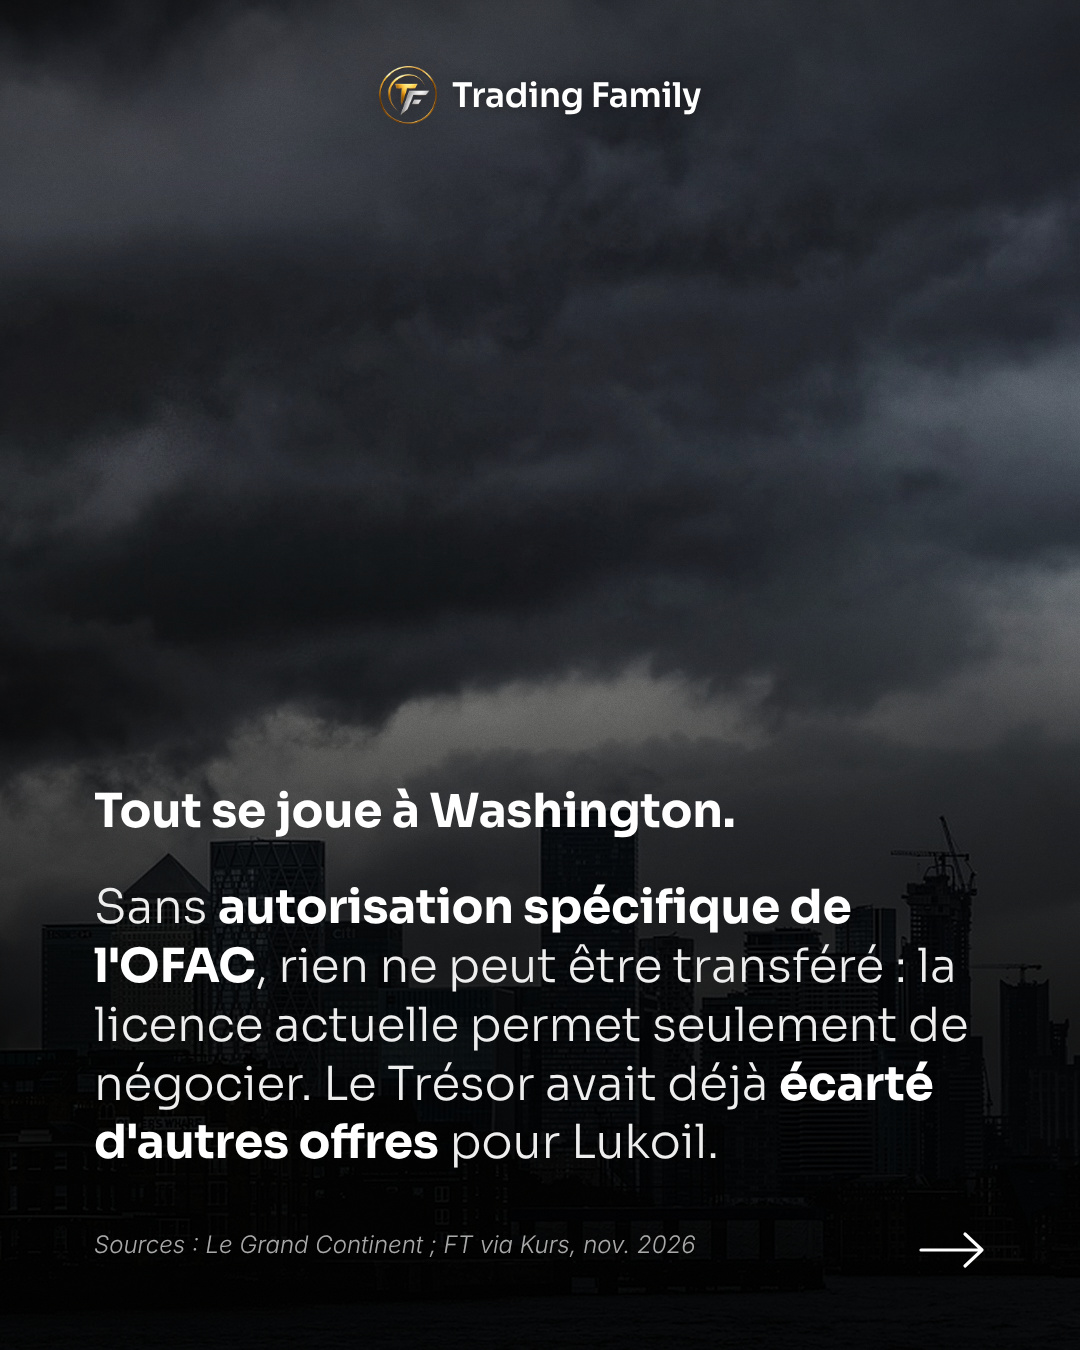 Trading Family
Tout se joue à Washington.
Sans autorisation spécifique de
l'OFAC, rien ne peut être transféré : la
licence actuelle permet seulement de
négocier. Le Trésor avait déjà écarté
d'autres offres pour Lukoil.
Sources : Le Grand Continent ; FT via Kurs, nov. 2026